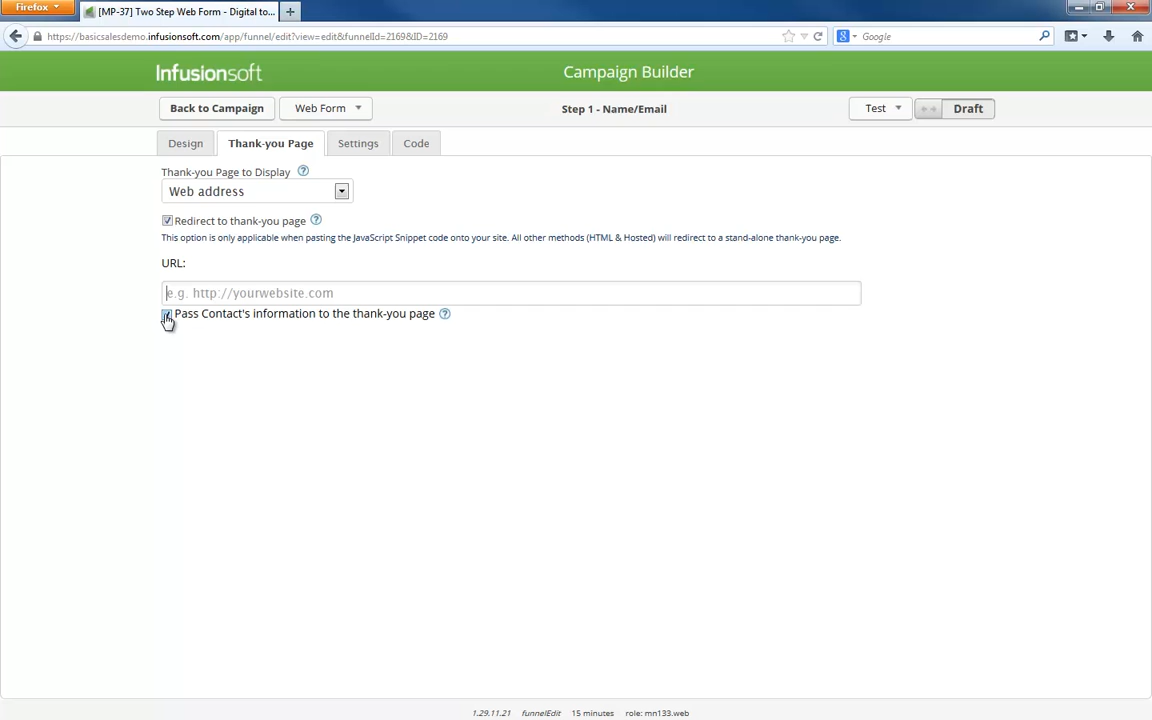 Firefox
[MP-37] Two Step Web Form - Digital to...
https://basicsalesdemo.infusionsoft.com/app/funnel/edit?view=edit&funnelId=2169&ID=2169
Google
Infusionsoft
Campaign Builder
Back to Campaign
Web Form
Step 1 - Name/Email
Test
Draft
Design
Thank-you Page
Settings
Code
Thank-you Page to Display
Web address
Redirect to thank-you page
This option is only applicable when pasting the JavaScript Snippet code onto your site. All other methods (HTML & Hosted) will redirect to a stand-alone thank-you page.
URL:
e.g. http://yourwebsite.com
Pass Contact's information to the thank-you page
1.29.11.21 funnelEdit 15 minutes role: mn133.web